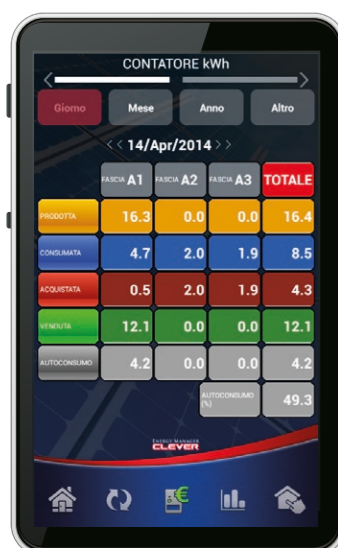 CONTATORE kWh
Giorno Mese Anno Altro
<< 14/Apr/2014 >>
FASCIA A1 FASCIA A2 FASCIA A3 TOTALE
PRODOTTA 16.3 0.0 0.0 16.4
CONSUMATA 4.7 2.0 1.9 8.5
ACQUISTATA 0.5 2.0 1.9 4.3
VENDUTA 12.1 0.0 0.0 12.1
AUTOCONSUMO 4.2 0.0 0.0 4.2
AUTOCONSUMO (%) 49.3
ENERGY MANAGER
CLEVER